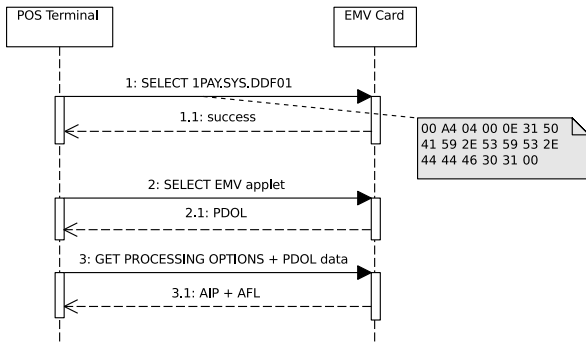 POS Terminal
EMV Card
1: SELECT 1PAY.SYS.DDF01
1.1: success
00 A4 04 00 0E 31 50
41 59 2E 53 59 53 2E
44 44 46 30 31 00
2: SELECT EMV applet
2.1: PDOL
3: GET PROCESSING OPTIONS + PDOL data
3.1: AIP + AFL